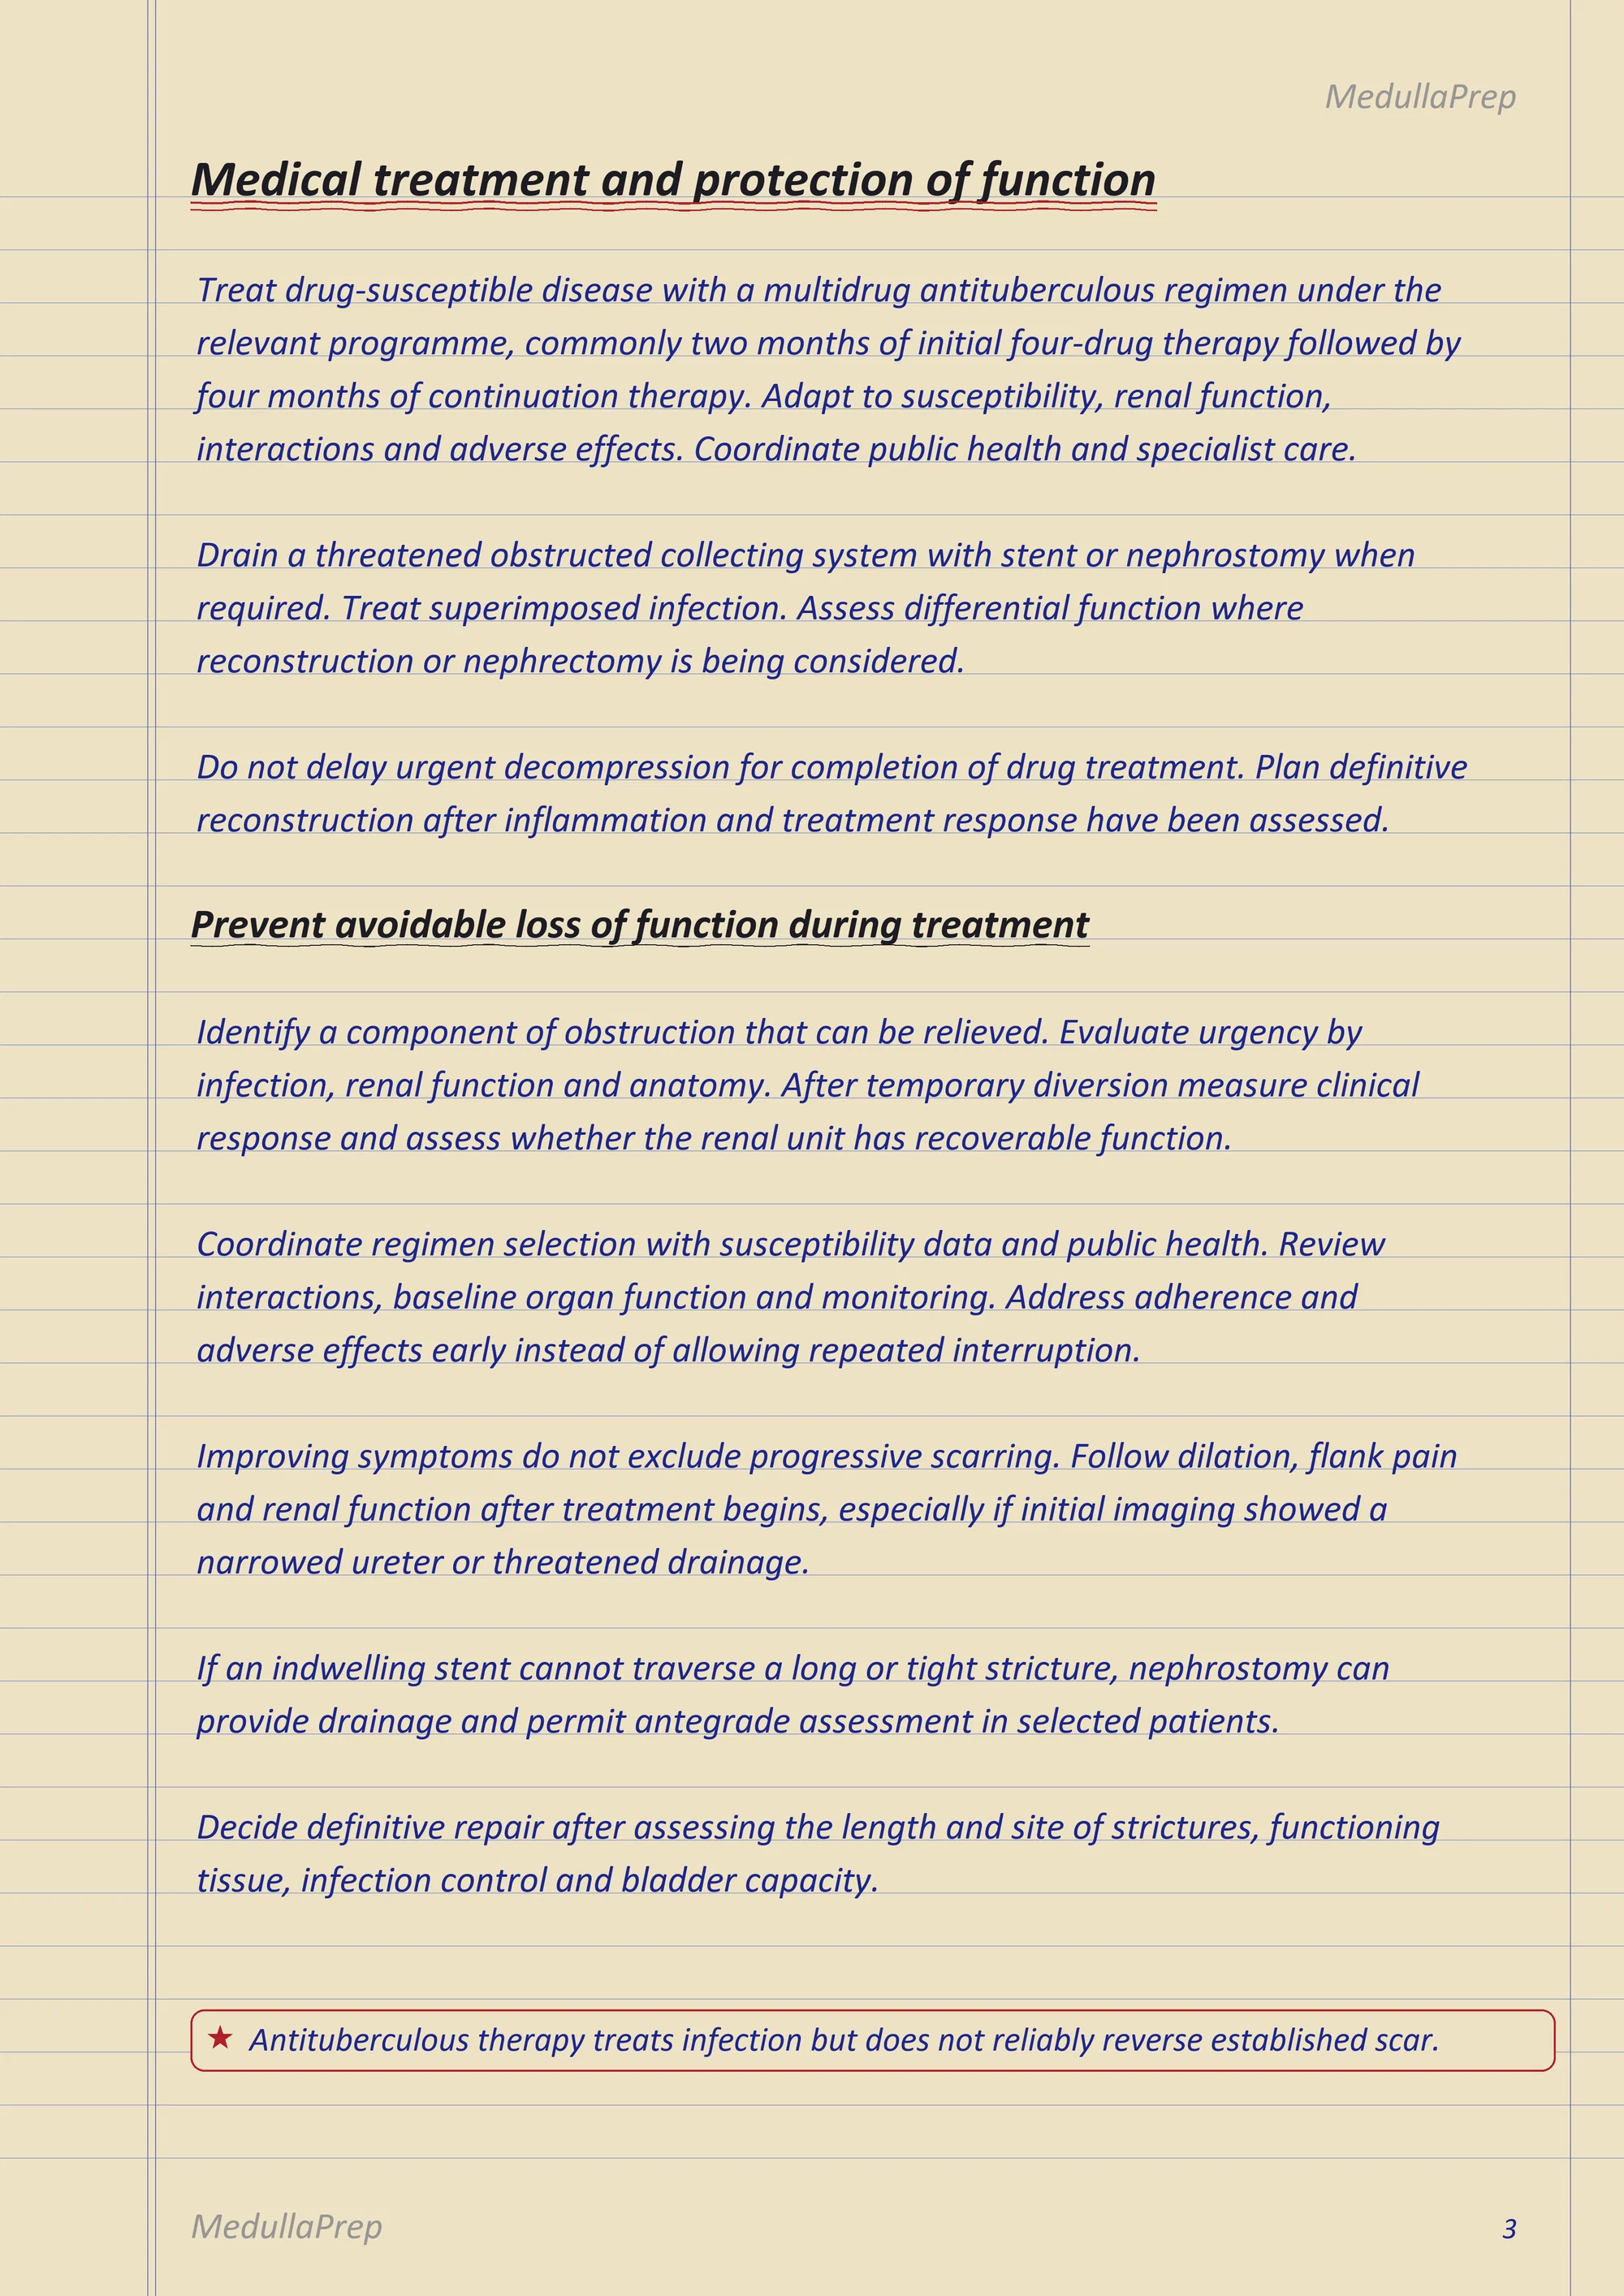 MedullaPrep
Medical treatment and protection of function
Treat drug-susceptible disease with a multidrug antituberculous regimen under the
relevant programme, commonly two months of initial four-drug therapy followed by
four months of continuation therapy. Adapt to susceptibility, renal function,
interactions and adverse effects. Coordinate public health and specialist care.
Drain a threatened obstructed collecting system with stent or nephrostomy when
required. Treat superimposed infection. Assess differential function where
reconstruction or nephrectomy is being considered.
Do not delay urgent decompression for completion of drug treatment. Plan definitive
reconstruction after inflammation and treatment response have been assessed.
Prevent avoidable loss of function during treatment
Identify a component of obstruction that can be relieved. Evaluate urgency by
infection, renal function and anatomy. After temporary diversion measure clinical
response and assess whether the renal unit has recoverable function.
Coordinate regimen selection with susceptibility data and public health. Review
interactions, baseline organ function and monitoring. Address adherence and
adverse effects early instead of allowing repeated interruption.
Improving symptoms do not exclude progressive scarring. Follow dilation, flank pain
and renal function after treatment begins, especially if initial imaging showed a
narrowed ureter or threatened drainage.
If an indwelling stent cannot traverse a long or tight stricture, nephrostomy can
provide drainage and permit antegrade assessment in selected patients.
Decide definitive repair after assessing the length and site of strictures, functioning
tissue, infection control and bladder capacity.
★ Antituberculous therapy treats infection but does not reliably reverse established scar.
MedullaPrep
3